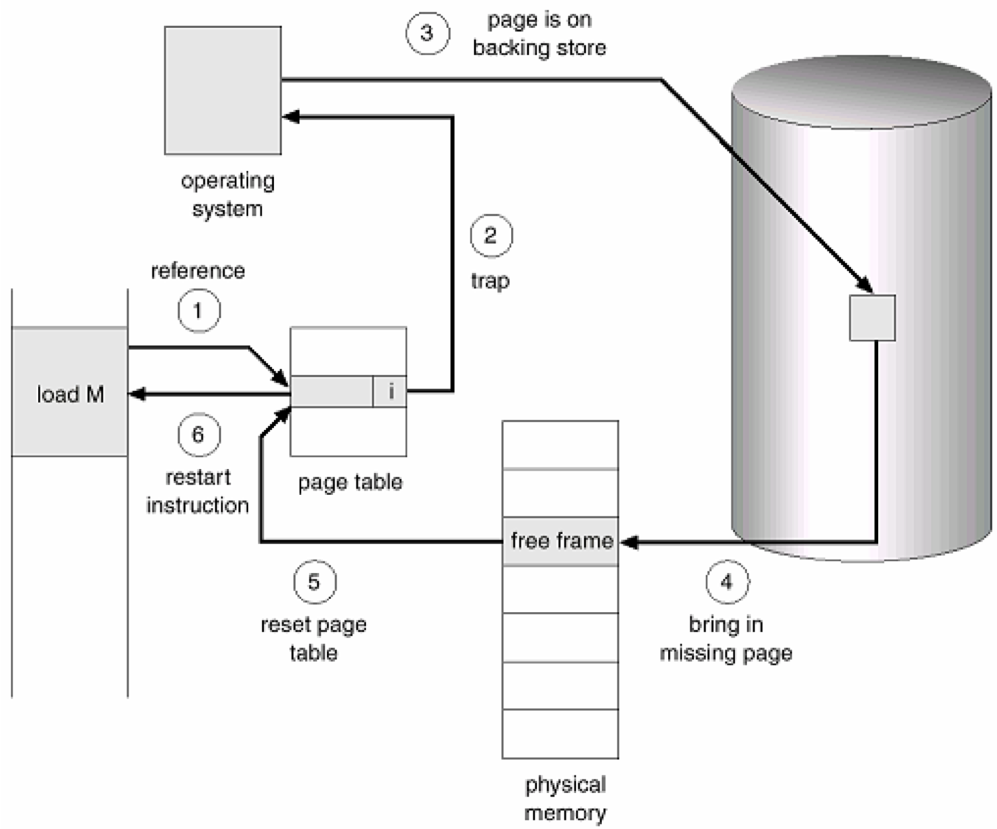 3
page is on
backing store
operating
system
2
trap
reference
1
load M
i
6
restart
instruction
page table
free frame
5
reset page
table
4
bring in
missing page
physical
memory